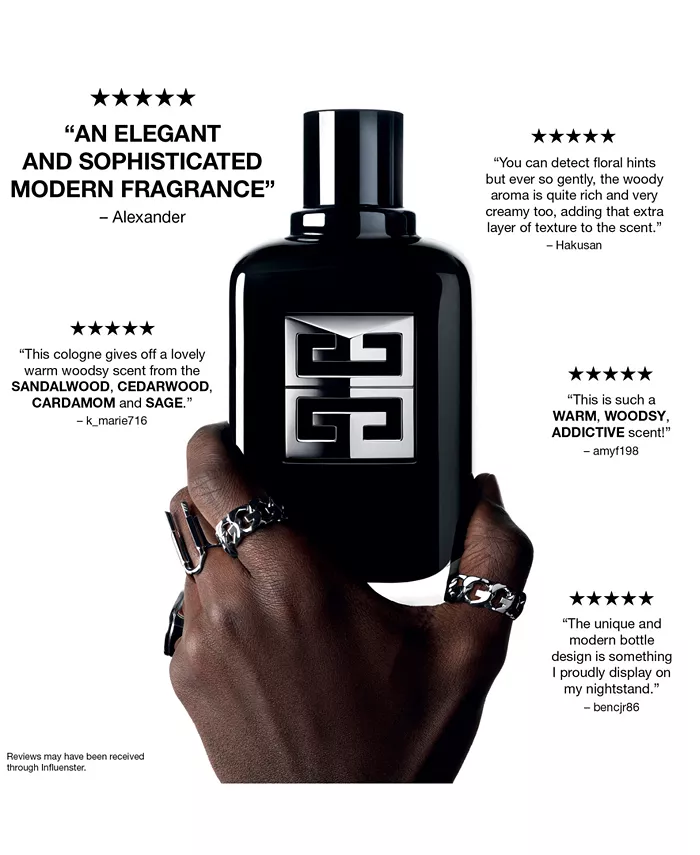 ★★★★★
“AN ELEGANT
AND SOPHISTICATED
MODERN FRAGRANCE”
– Alexander
★★★★★
“You can detect floral hints
but ever so gently, the woody
aroma is quite rich and very
creamy too, adding that extra
layer of texture to the scent.”
– Hakusan
★★★★★
“This cologne gives off a lovely
warm woodsy scent from the
SANDALWOOD, CEDARWOOD,
CARDAMOM and SAGE.”
– k_marie716
★★★★★
“This is such a
WARM, WOODSY,
ADDICTIVE scent!”
– amyf198
★★★★★
“The unique and
modern bottle
design is something
I proudly display on
my nightstand.”
– bencjr86
Reviews may have been received
through Influenster.